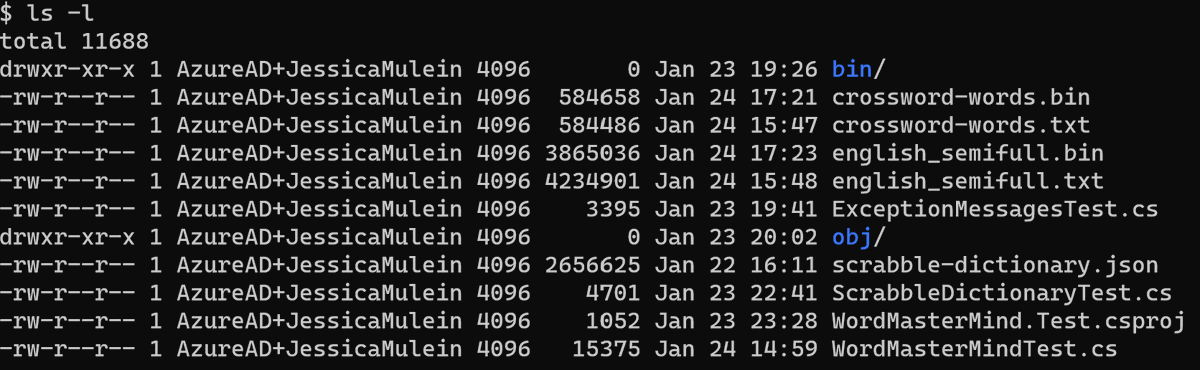 $ ls -l
total 11688
drwxr-xr-x 1 AzureAD+JessicaMulein 4096       0 Jan 23 19:26 bin/
-rw-r--r-- 1 AzureAD+JessicaMulein 4096  584658 Jan 24 17:21 crossword-words.bin
-rw-r--r-- 1 AzureAD+JessicaMulein 4096  584486 Jan 24 15:47 crossword-words.txt
-rw-r--r-- 1 AzureAD+JessicaMulein 4096 3865036 Jan 24 17:23 english_semifull.bin
-rw-r--r-- 1 AzureAD+JessicaMulein 4096 4234901 Jan 24 15:48 english_semifull.txt
-rw-r--r-- 1 AzureAD+JessicaMulein 4096    3395 Jan 23 19:41 ExceptionMessagesTest.cs
drwxr-xr-x 1 AzureAD+JessicaMulein 4096       0 Jan 23 20:02 obj/
-rw-r--r-- 1 AzureAD+JessicaMulein 4096 2656625 Jan 22 16:11 scrabble-dictionary.json
-rw-r--r-- 1 AzureAD+JessicaMulein 4096    4701 Jan 23 22:41 ScrabbleDictionaryTest.cs
-rw-r--r-- 1 AzureAD+JessicaMulein 4096    1052 Jan 23 23:28 WordMasterMind.Test.csproj
-rw-r--r-- 1 AzureAD+JessicaMulein 4096   15375 Jan 24 14:59 WordMasterMindTest.cs